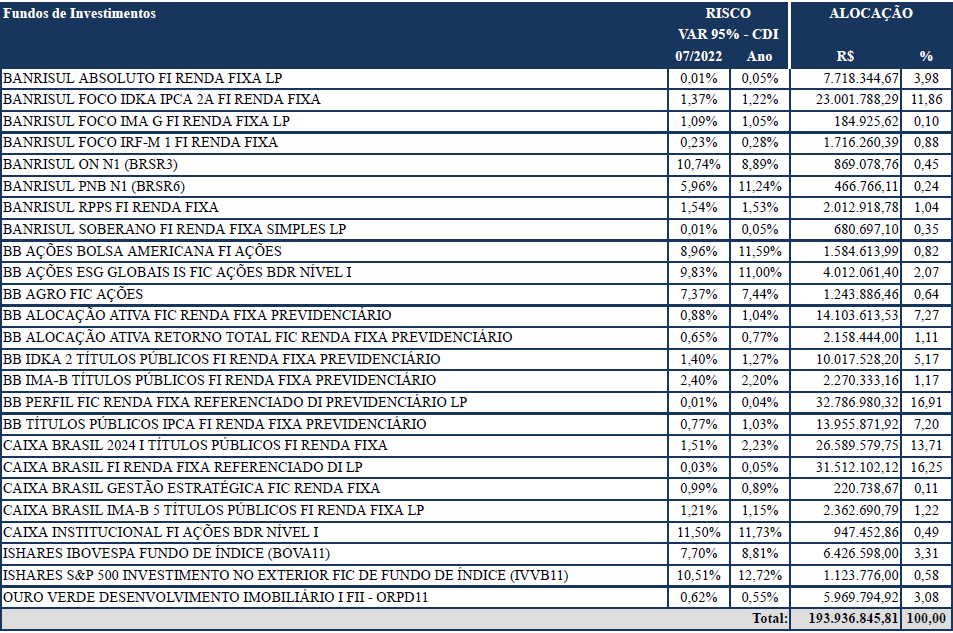 Fundos de Investimentos RISCO ALOCAÇÃO
VAR 95% - CDI
07/2022 Ano R$ %
BANRISUL ABSOLUTO FI RENDA FIXA LP 0,01% 0,05% 7.718.344,67 3,98
BANRISUL FOCO IDKA IPCA 2A FI RENDA FIXA 1,37% 1,22% 23.001.788,29 11,86
BANRISUL FOCO IMA G FI RENDA FIXA LP 1,09% 1,05% 184.925,62 0,10
BANRISUL FOCO IRF-M 1 FI RENDA FIXA 0,23% 0,28% 1.716.260,39 0,88
BANRISUL ON N1 (BRSR3) 10,74% 8,89% 869.078,76 0,45
BANRISUL PNB N1 (BRSR6) 5,96% 11,24% 466.766,11 0,24
BANRISUL RPPS FI RENDA FIXA 1,54% 1,53% 2.012.918,78 1,04
BANRISUL SOBERANO FI RENDA FIXA SIMPLES LP 0,01% 0,05% 680.697,10 0,35
BB AÇÕES BOLSA AMERICANA FI AÇÕES 8,96% 11,59% 1.584.613,99 0,82
BB AÇÕES ESG GLOBAIS IS FIC AÇÕES BDR NÍVEL I 9,83% 11,00% 4.012.061,40 2,07
BB AGRO FIC AÇÕES 7,37% 7,44% 1.243.886,46 0,64
BB ALOCAÇÃO ATIVA FIC RENDA FIXA PREVIDENCIÁRIO 0,88% 1,04% 14.103.613,53 7,27
BB ALOCAÇÃO ATIVA RETORNO TOTAL FIC RENDA FIXA PREVIDENCIÁRIO 0,65% 0,77% 2.158.444,00 1,11
BB IDKA 2 TÍTULOS PÚBLICOS FI RENDA FIXA PREVIDENCIÁRIO 1,40% 1,27% 10.017.528,20 5,17
BB IMA-B TÍTULOS PÚBLICOS FI RENDA FIXA PREVIDENCIÁRIO 2,40% 2,20% 2.270.333,16 1,17
BB PERFIL FIC RENDA FIXA REFERENCIADO DI PREVIDENCIÁRIO LP 0,01% 0,04% 32.786.980,32 16,91
BB TÍTULOS PÚBLICOS IPCA FI RENDA FIXA PREVIDENCIÁRIO 0,77% 1,03% 13.955.871,92 7,20
CAIXA BRASIL 2024 I TÍTULOS PÚBLICOS FI RENDA FIXA 1,51% 2,23% 26.589.579,75 13,71
CAIXA BRASIL FI RENDA FIXA REFERENCIADO DI LP 0,03% 0,05% 31.512.102,12 16,25
CAIXA BRASIL GESTÃO ESTRATÉGICA FIC RENDA FIXA 0,99% 0,89% 220.738,67 0,11
CAIXA BRASIL IMA-B 5 TÍTULOS PÚBLICOS FI RENDA FIXA LP 1,21% 1,15% 2.362.690,79 1,22
CAIXA INSTITUCIONAL FI AÇÕES BDR NÍVEL I 11,50% 11,73% 947.452,86 0,49
ISHARES IBOVESPA FUNDO DE ÍNDICE (BOVA11) 7,70% 8,81% 6.426.598,00 3,31
ISHARES S&P 500 INVESTIMENTO NO EXTERIOR FIC DE FUNDO DE ÍNDICE (IVVB11) 10,51% 12,72% 1.123.776,00 0,58
OURO VERDE DESENVOLVIMENTO IMOBILIÁRIO I FII - ORPD11 0,62% 0,55% 5.969.794,92 3,08
Total: 193.936.845,81 100,00